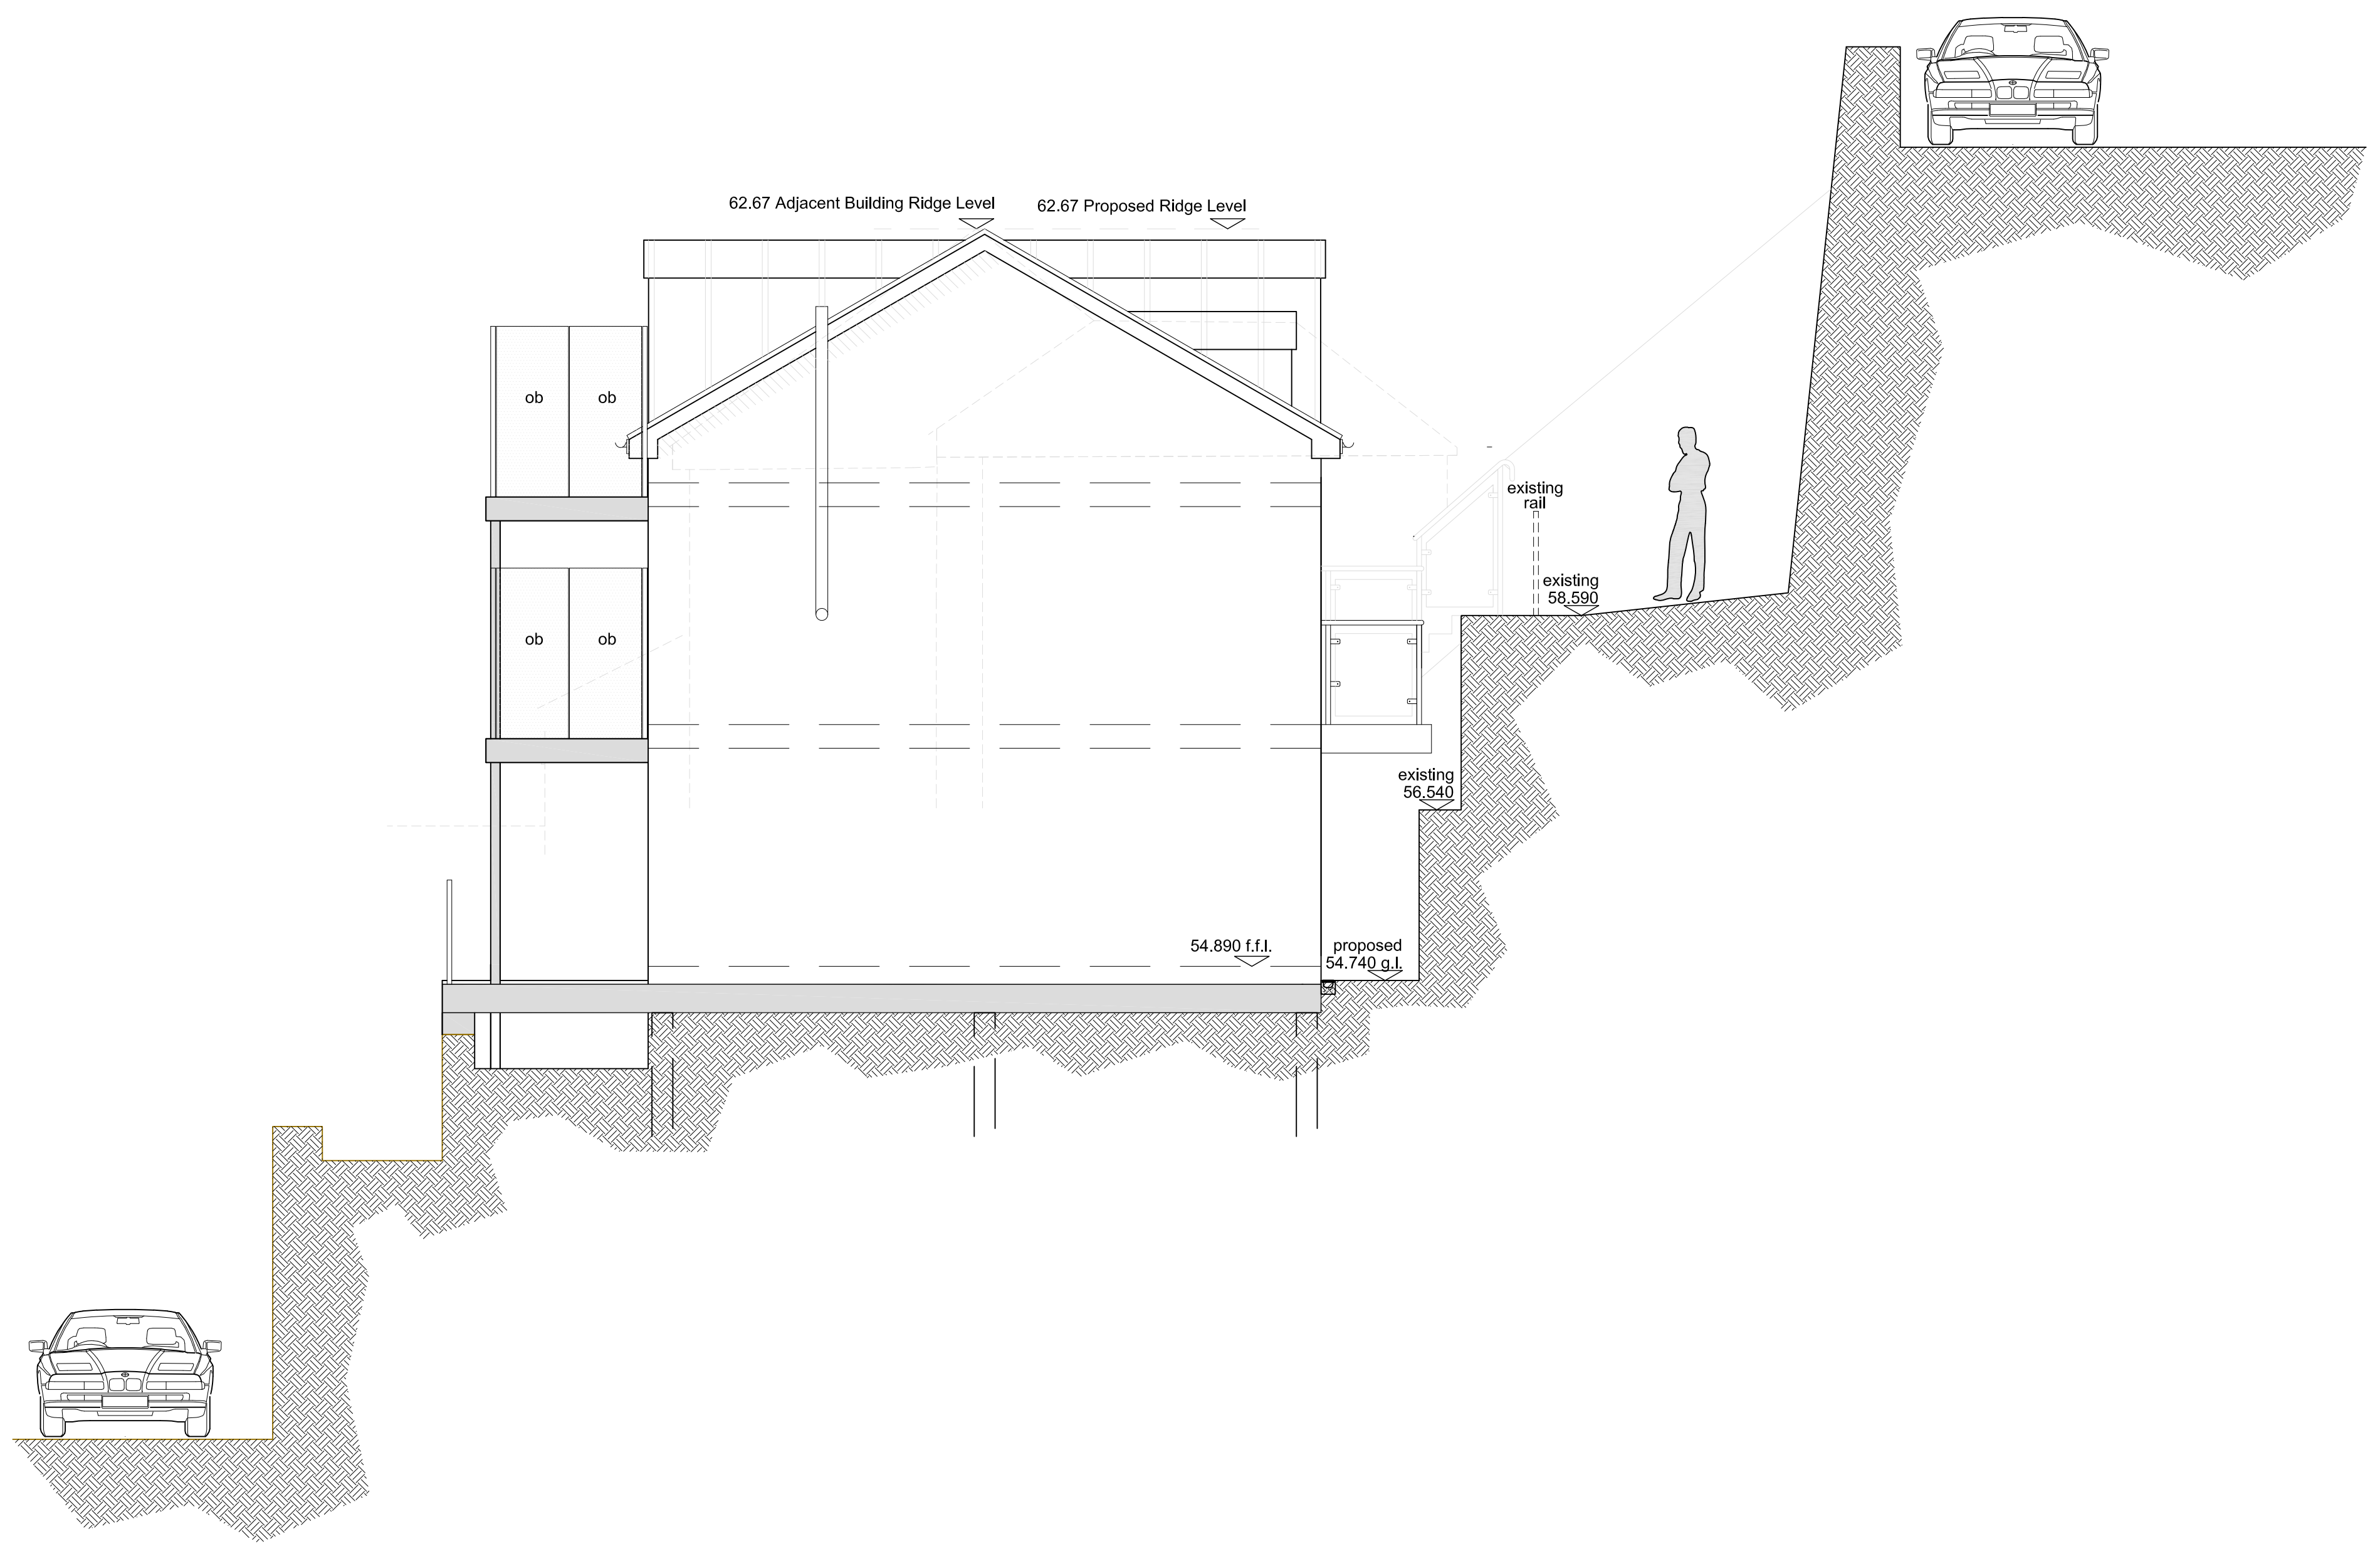 62.67 Adjacent Building Ridge Level
62.67 Proposed Ridge Level
ob
ob
existing
rail
existing
58.590
ob
ob
existing
56.540
54.890 f.f.l.
proposed
54.740 g.l.